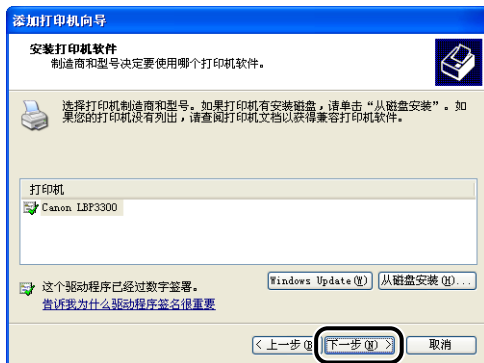 添加打印机向导
安装打印机软件
制造商和型号决定要使用哪个打印机软件。
选择打印机制造商和型号。如果打印机有安装磁盘，请单击“从磁盘安装”。如
果您的打印机没有列出，请查阅打印机文档以获得兼容打印机软件。
打印机
Canon LBP3300
这个驱动程序已经过数字签署。
告诉我为什么驱动程序签名很重要
Windows Update(W)
从磁盘安装(H)...
< 上一步(B
下一步(N) >
取消